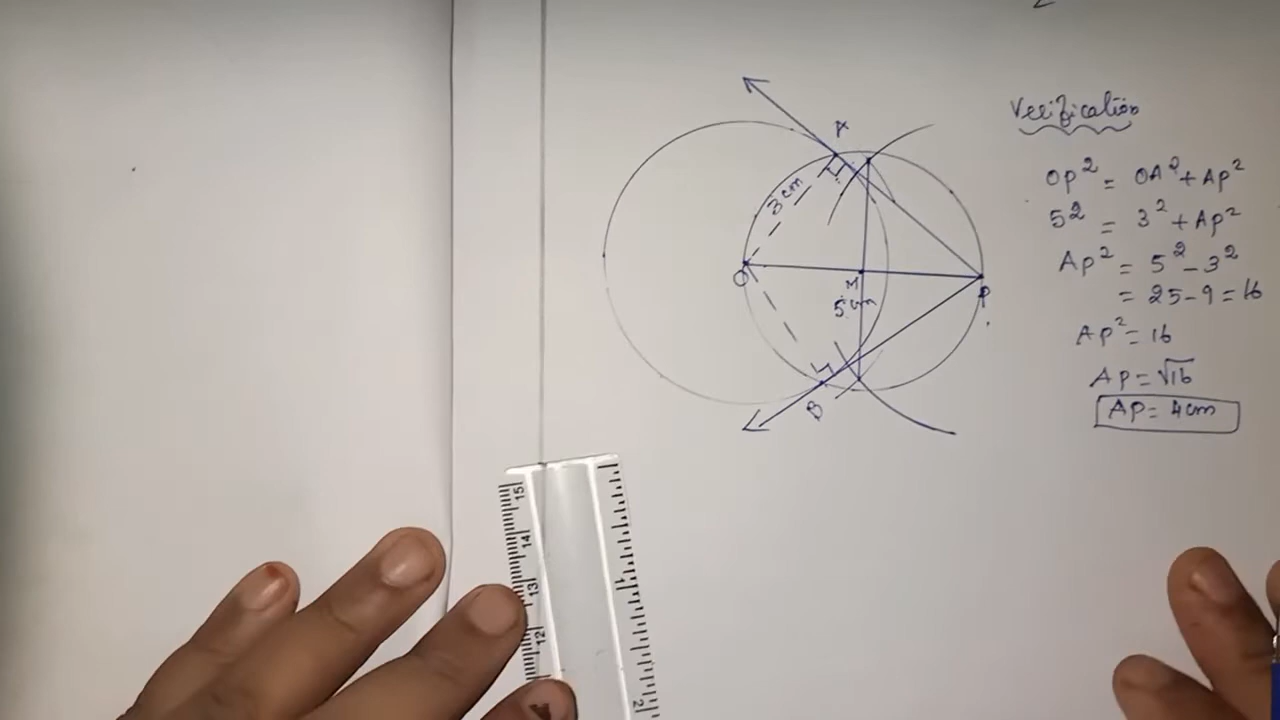 Verification
OP² = OA² + AP²
5² = 3² + AP²
AP² = 5² - 3²
= 25 - 9 = 16
AP² = 16
AP = √16
AP = 4cm
A
3cm
O
M
5cm
P
B
15
14
13
12